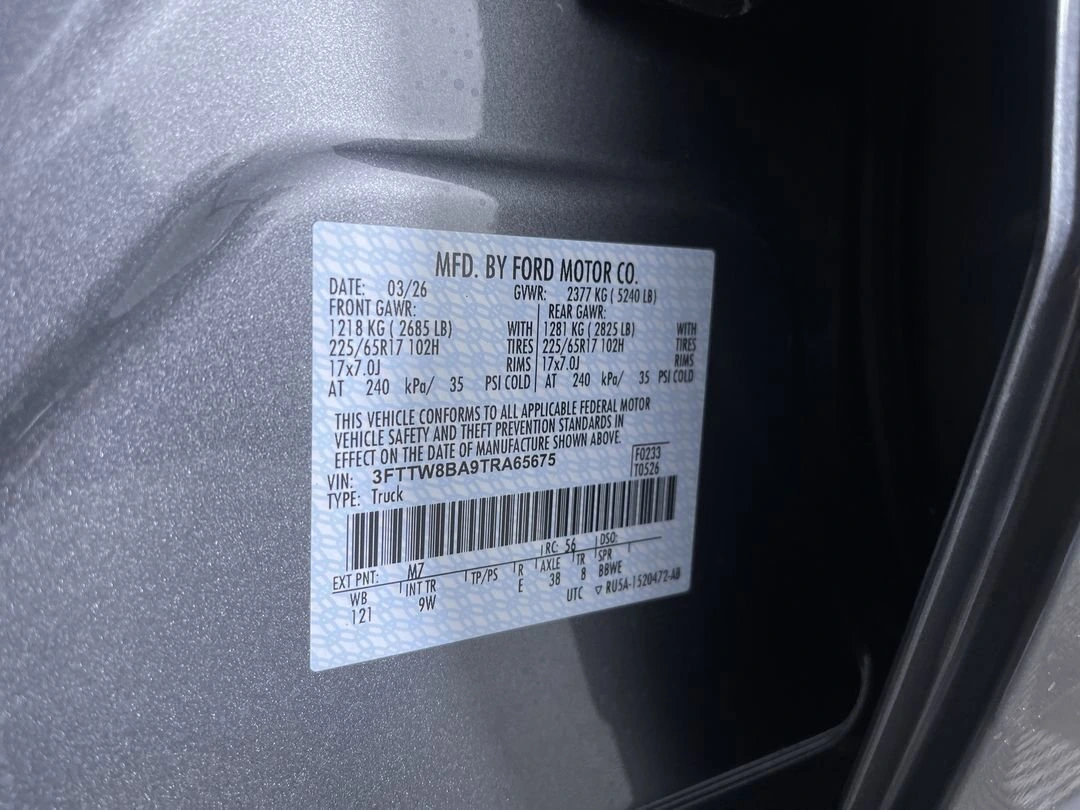 MFD. BY FORD MOTOR CO.
DATE: 03/26 GVWR: 2377 KG ( 5240 LB)
FRONT GAWR: REAR GAWR:
1218 KG ( 2685 LB) WITH 1281 KG ( 2825 LB) WITH
225/65R17 102H TIRES 225/65R17 102H TIRES
17x7.0J RIMS 17x7.0J RIMS
AT 240 kPa/ 35 PSI COLD AT 240 kPa/ 35 PSI COLD
THIS VEHICLE CONFORMS TO ALL APPLICABLE FEDERAL MOTOR
VEHICLE SAFETY AND THEFT PREVENTION STANDARDS IN
EFFECT ON THE DATE OF MANUFACTURE SHOWN ABOVE.
VIN: 3FTTW8BA9TRA65675 F0233
TYPE: Truck T0526
EXT PNT: M7 RC: 56 DSO:
WB INT TR TP/PS R AXLE TR SPR
121 9W E 38 8 BBWE
UTC ▽ RU5A-1520472-AB